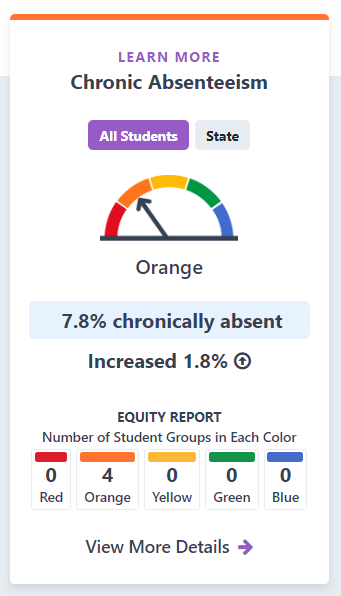 LEARN MORE
Chronic Absenteeism
All Students State
Orange
7.8% chronically absent
Increased 1.8%
EQUITY REPORT
Number of Student Groups in Each Color
0 4 0 0 0
Red Orange Yellow Green Blue
View More Details